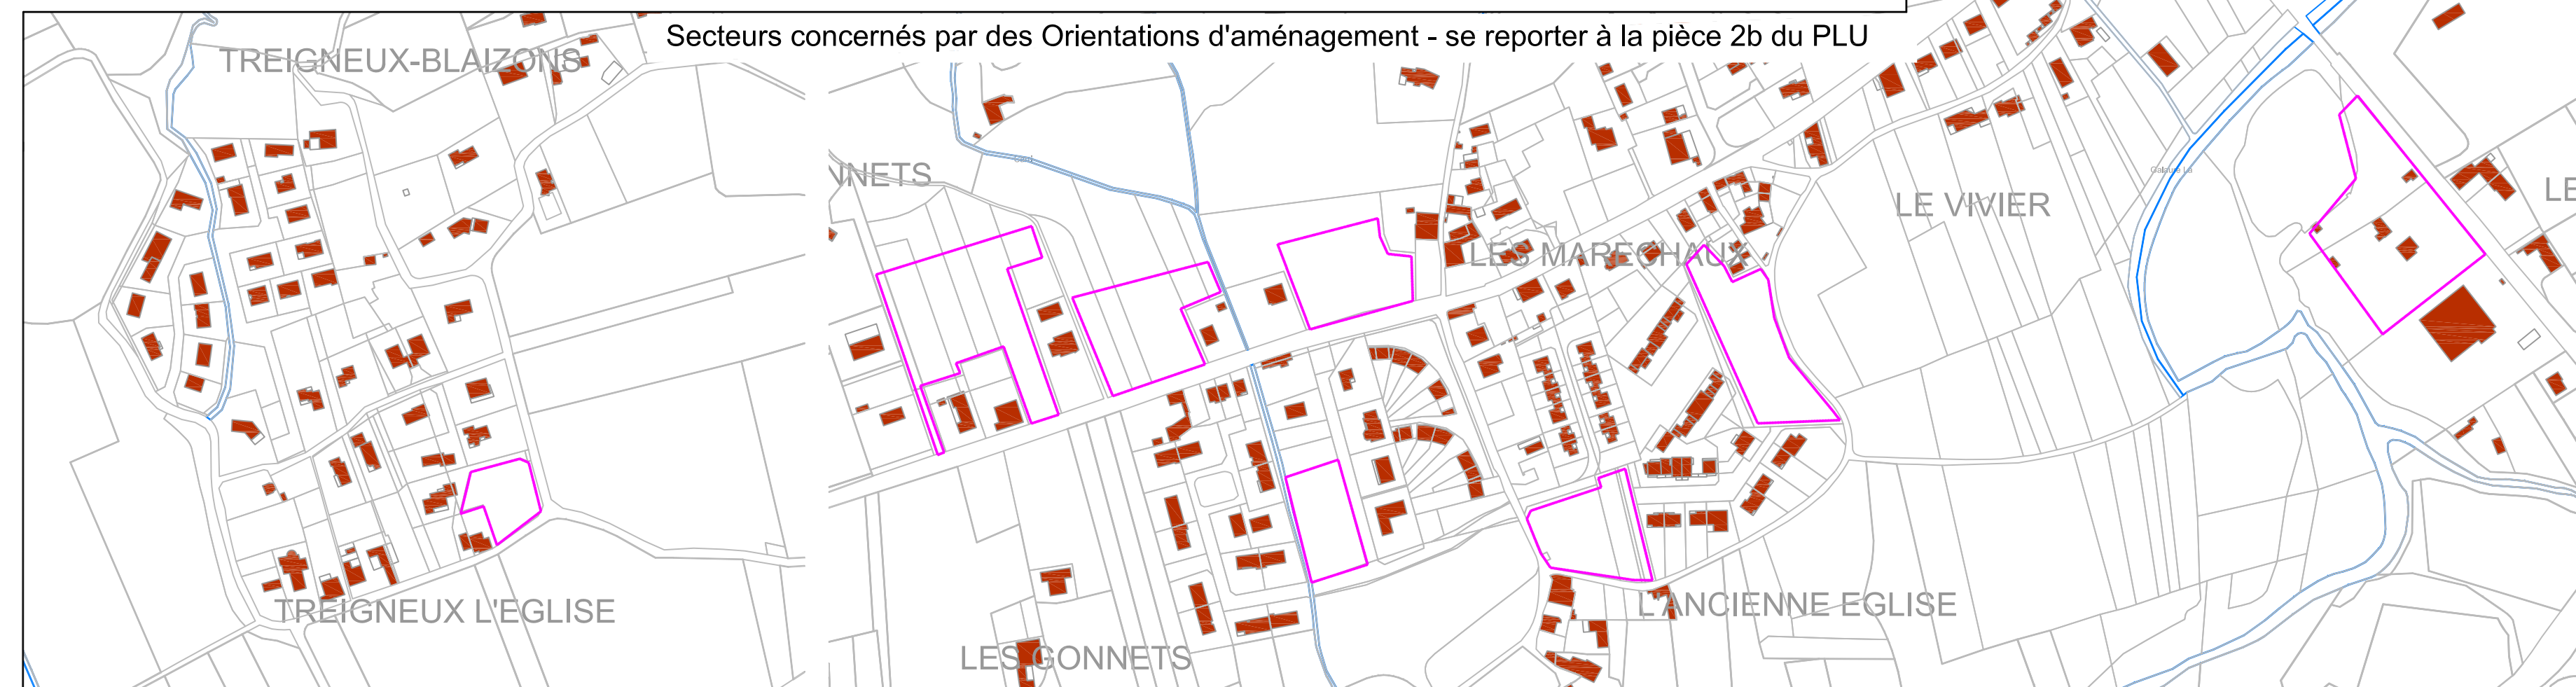 Secteurs concernés par des Orientations d'aménagement - se reporter à la pièce 2b du PLU
TREIGNEUX-BLAIZONS
NNETS
LE VIVIER
LE
LES MARECHAUX
TREIGNEUX L'EGLISE
L'ANCIENNE EGLISE
LES GONNETS